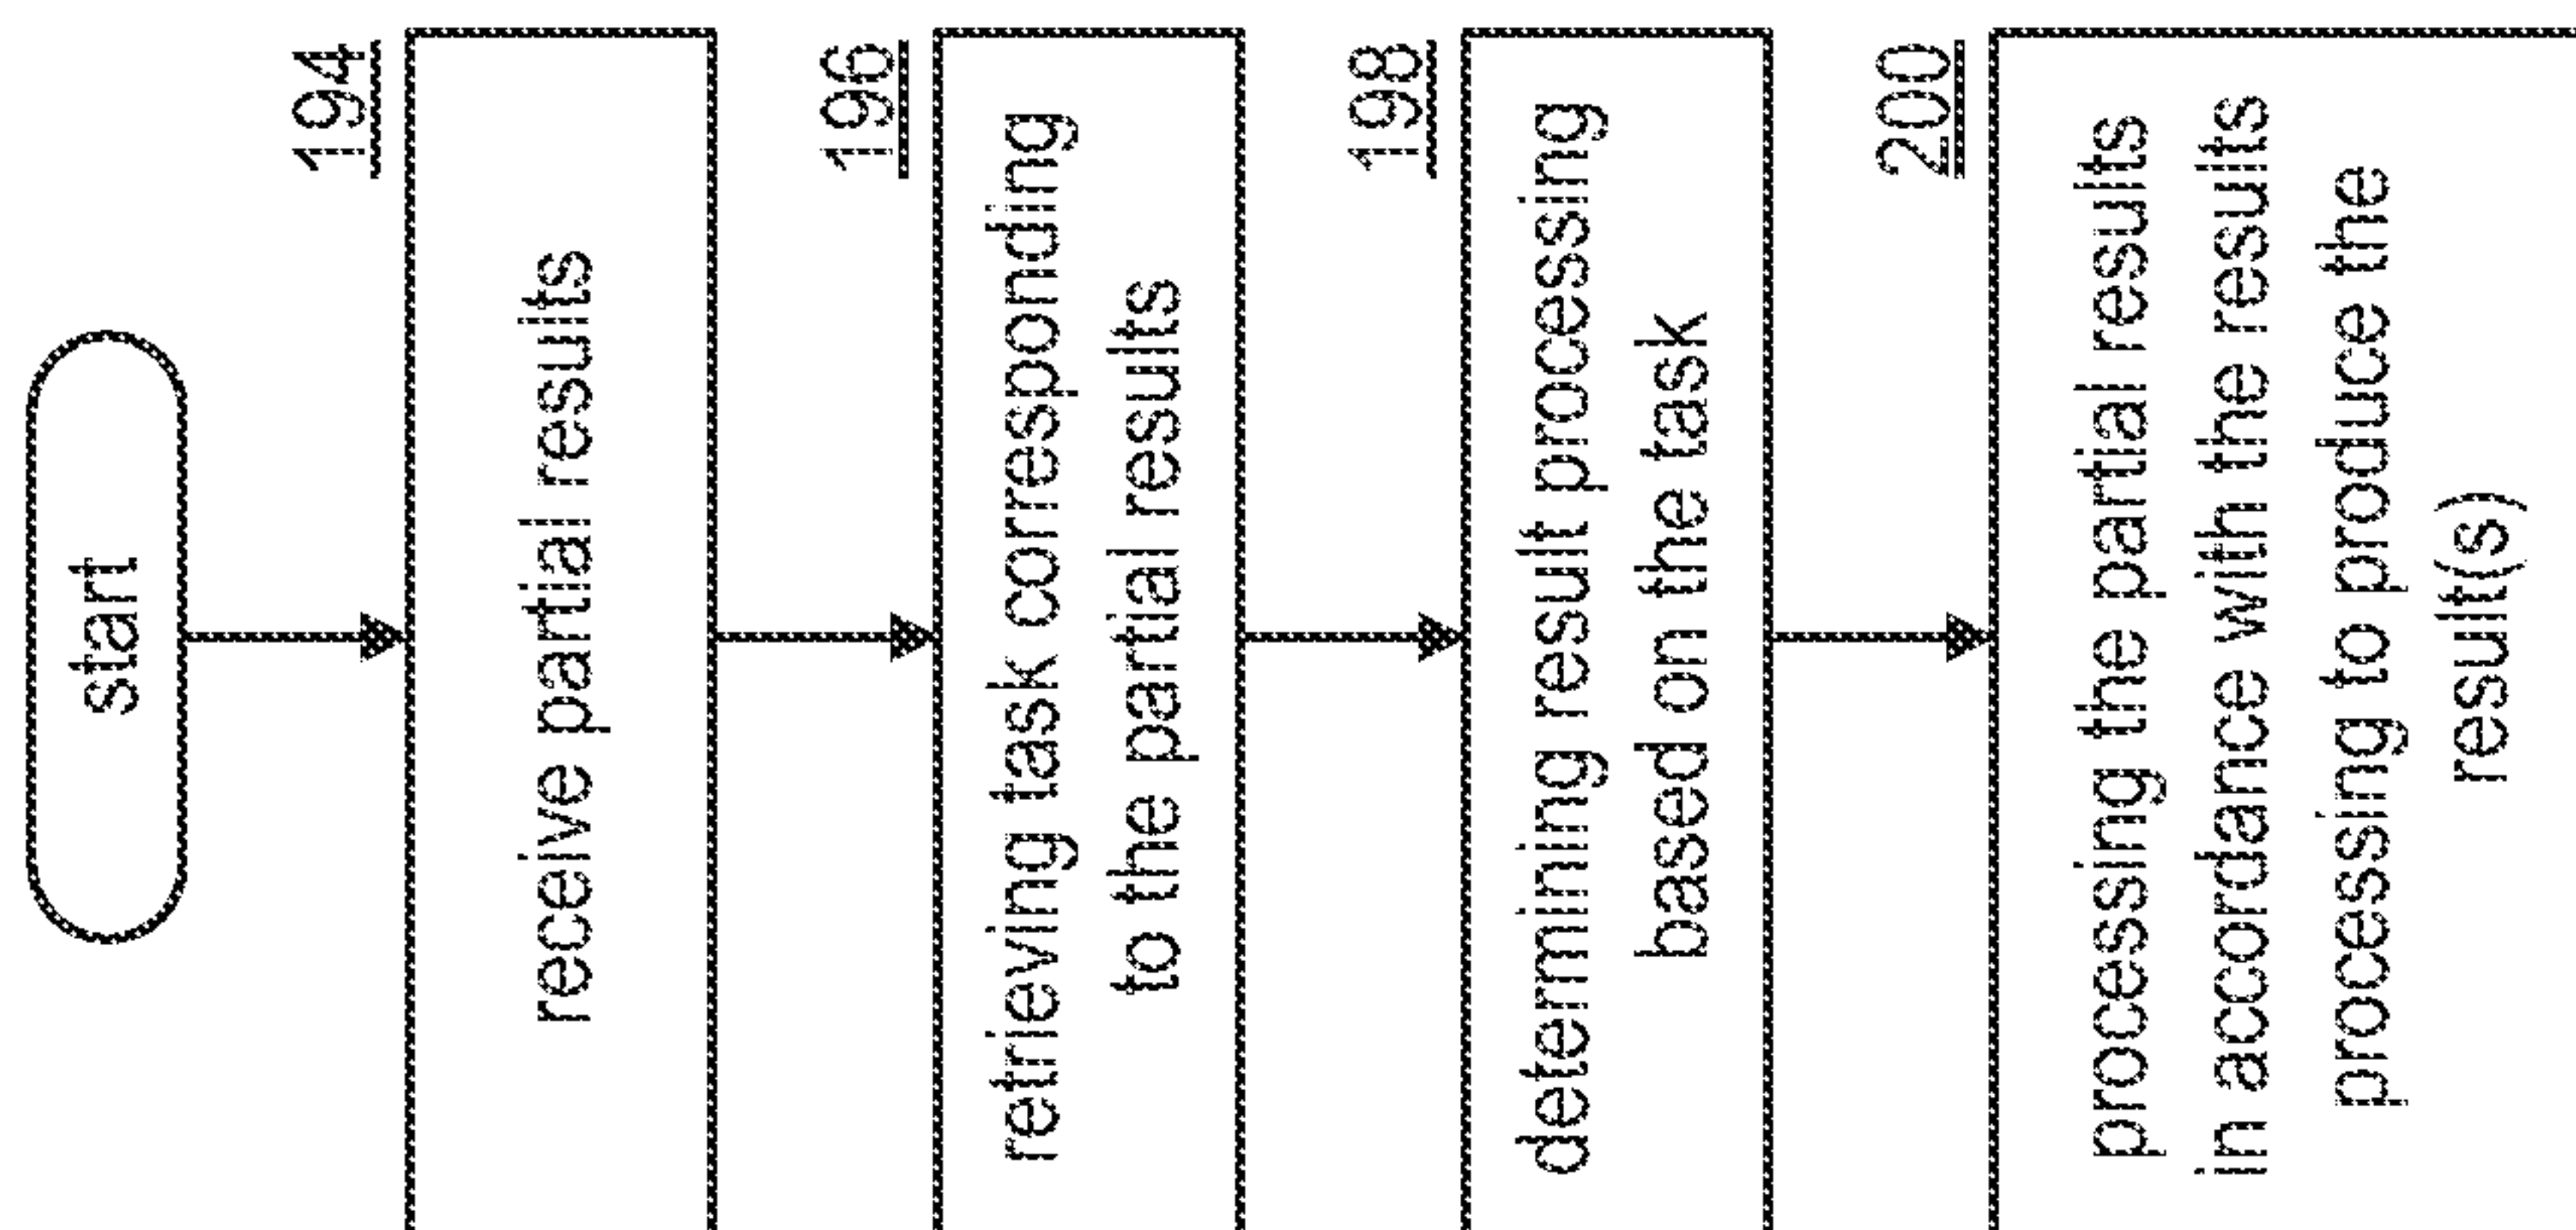 start
194
receive partial results
196
retrieving task corresponding
to the partial results
198
determining result processing
based on the task
200
processing the partial results
in accordance with the results
processing to produce the
result(s)